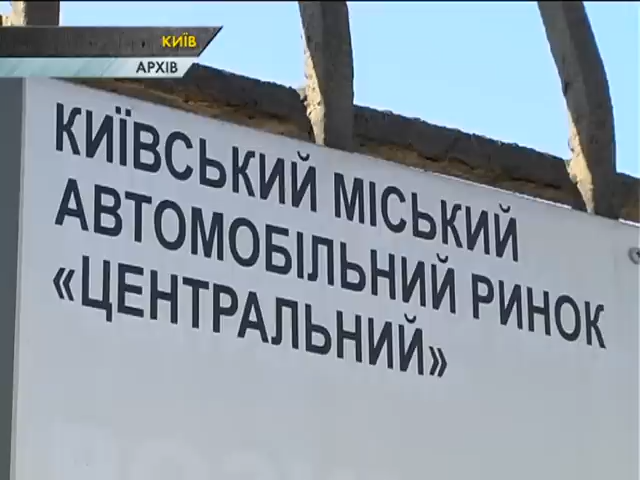 КИЇВ
АРХІВ
КИЇВСЬКИЙ МІСЬКИЙ
АВТОМОБІЛЬНИЙ РИНОК
«ЦЕНТРАЛЬНИЙ»